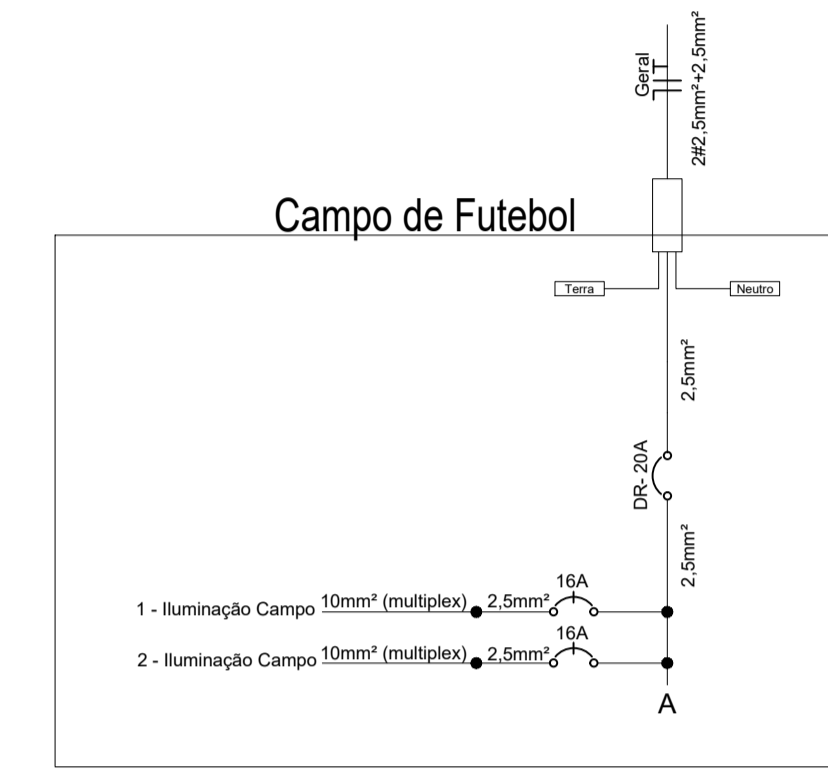 Geral
2#2,5mm²+2,5mm²
Campo de Futebol
Terra
Neutro
2,5mm²
DR- 20A
2,5mm²
16A
1 - Iluminação Campo 10mm² (multiplex) 2,5mm²
16A
2 - Iluminação Campo 10mm² (multiplex) 2,5mm²
A